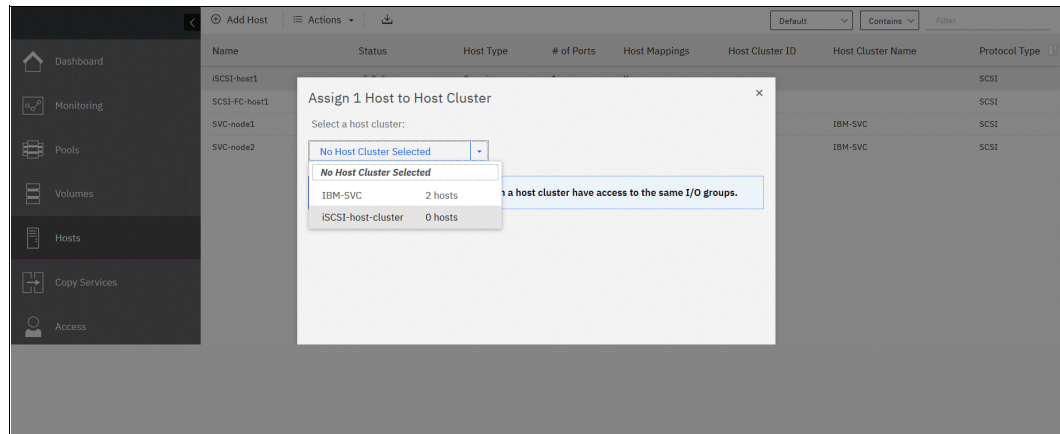 Add Host
Actions
Default
Contains
Filter
Name Status Host Type # of Ports Host Mappings Host Cluster ID Host Cluster Name Protocol Type
Dashboard
Monitoring
Pools
Volumes
Hosts
Copy Services
Access
iSCSI-host1 SCSI
SCSI-FC-host1 SCSI
SVC-node1 IBM-SVC SCSI
SVC-node2 IBM-SVC SCSI
Assign 1 Host to Host Cluster
Select a host cluster:
No Host Cluster Selected
No Host Cluster Selected
IBM-SVC 2 hosts
iSCSI-host-cluster 0 hosts
a host cluster have access to the same I/O groups.